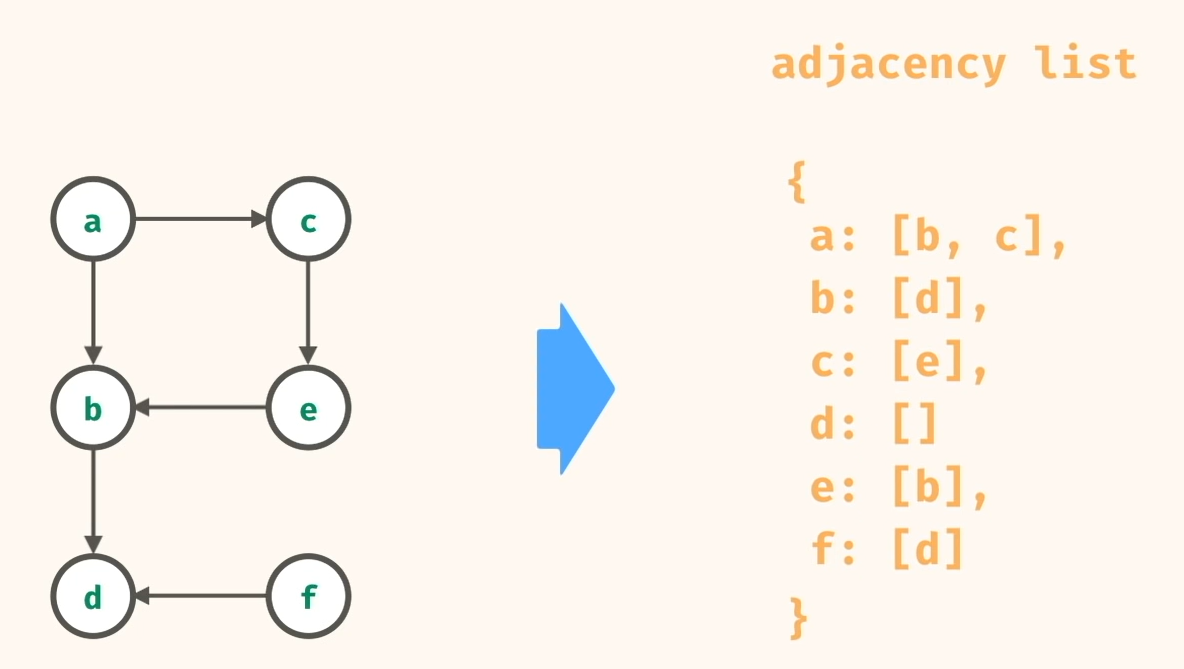 adjacency list
a c
b e
d f
{
a: [b, c],
b: [d],
c: [e],
d: []
e: [b],
f: [d]
}